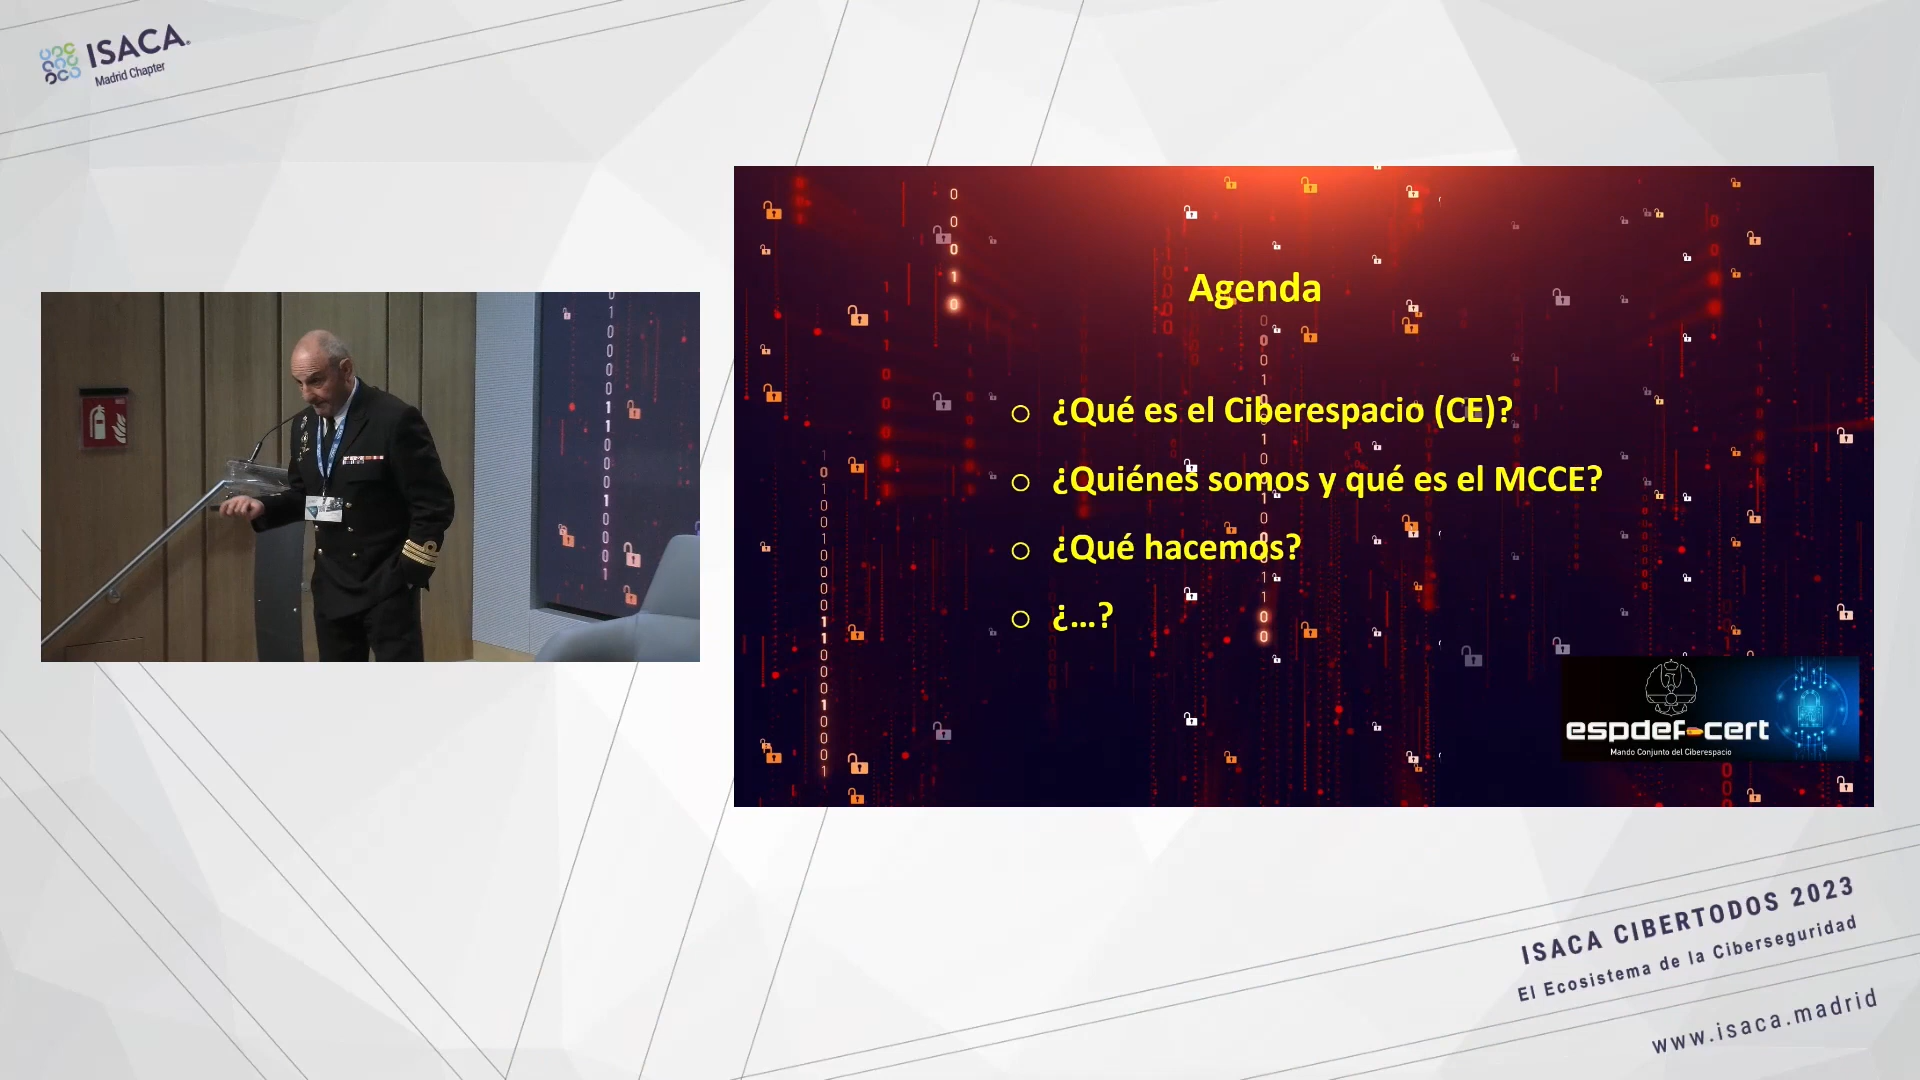 ISACA
Madrid Chapter
Agenda
¿Qué es el Ciberespacio (CE)?
¿Quiénes somos y qué es el MCCE?
¿Qué hacemos?
¿...?
espdef-cert
Mando Conjunto del Ciberespacio
ISACA CIBERTODOS 2023
El Ecosistema de la Ciberseguridad
www.isaca.madrid